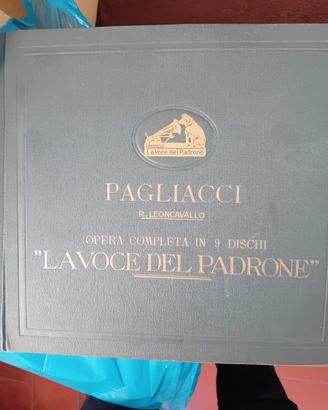 La Voce del Padrone
PAGLIACCI
R. LEONCAVALLO
OPERA COMPLETA IN 9 DISCHI
"LA VOCE DEL PADRONE"